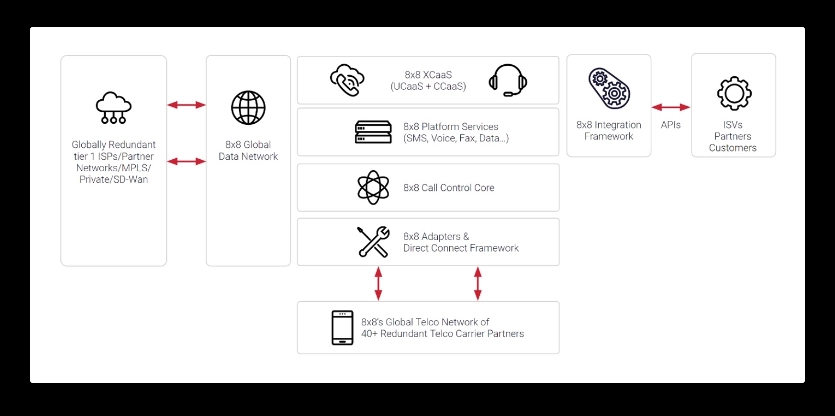 Globally Redundant
tier 1 ISPs/Partner
Networks/MPLS/
Private/SD-Wan
8x8 Global
Data Network
8x8 XCaaS
(UCaaS + CCaaS)
8x8 Platform Services
(SMS, Voice, Fax, Data...)
8x8 Call Control Core
8x8 Adapters &
Direct Connect Framework
8x8's Global Telco Network of
40+ Redundant Telco Carrier Partners
8x8 Integration
Framework
APIs
ISVs
Partners
Customers